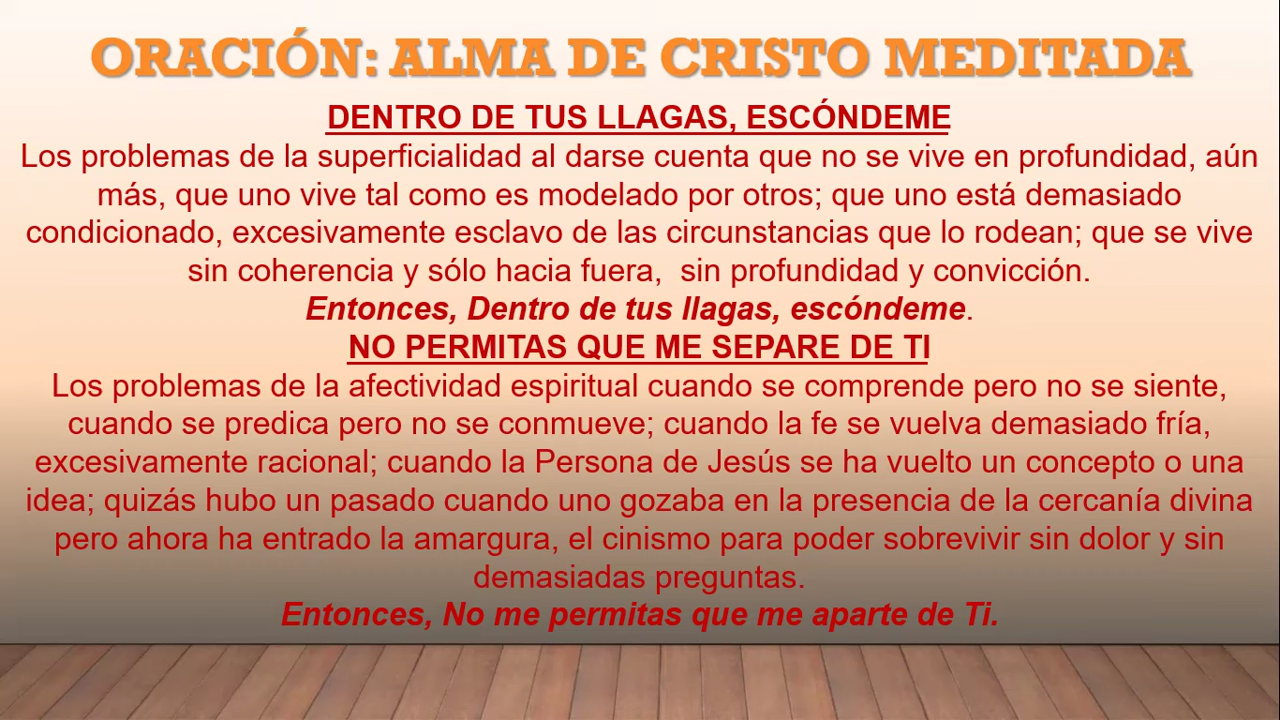 ORACIÓN: ALMA DE CRISTO MEDITADA
DENTRO DE TUS LLAGAS, ESCÓNDEME
Los problemas de la superficialidad al darse cuenta que no se vive en profundidad, aún
más, que uno vive tal como es modelado por otros; que uno está demasiado
condicionado, excesivamente esclavo de las circunstancias que lo rodean; que se vive
sin coherencia y sólo hacia fuera, sin profundidad y convicción.
Entonces, Dentro de tus llagas, escóndeme.
NO PERMITAS QUE ME SEPARE DE TI
Los problemas de la afectividad espiritual cuando se comprende pero no se siente,
cuando se predica pero no se conmueve; cuando la fe se vuelva demasiado fría,
excesivamente racional; cuando la Persona de Jesús se ha vuelto un concepto o una
idea; quizás hubo un pasado cuando uno gozaba en la presencia de la cercanía divina
pero ahora ha entrado la amargura, el cinismo para poder sobrevivir sin dolor y sin
demasiadas preguntas.
Entonces, No me permitas que me aparte de Ti.